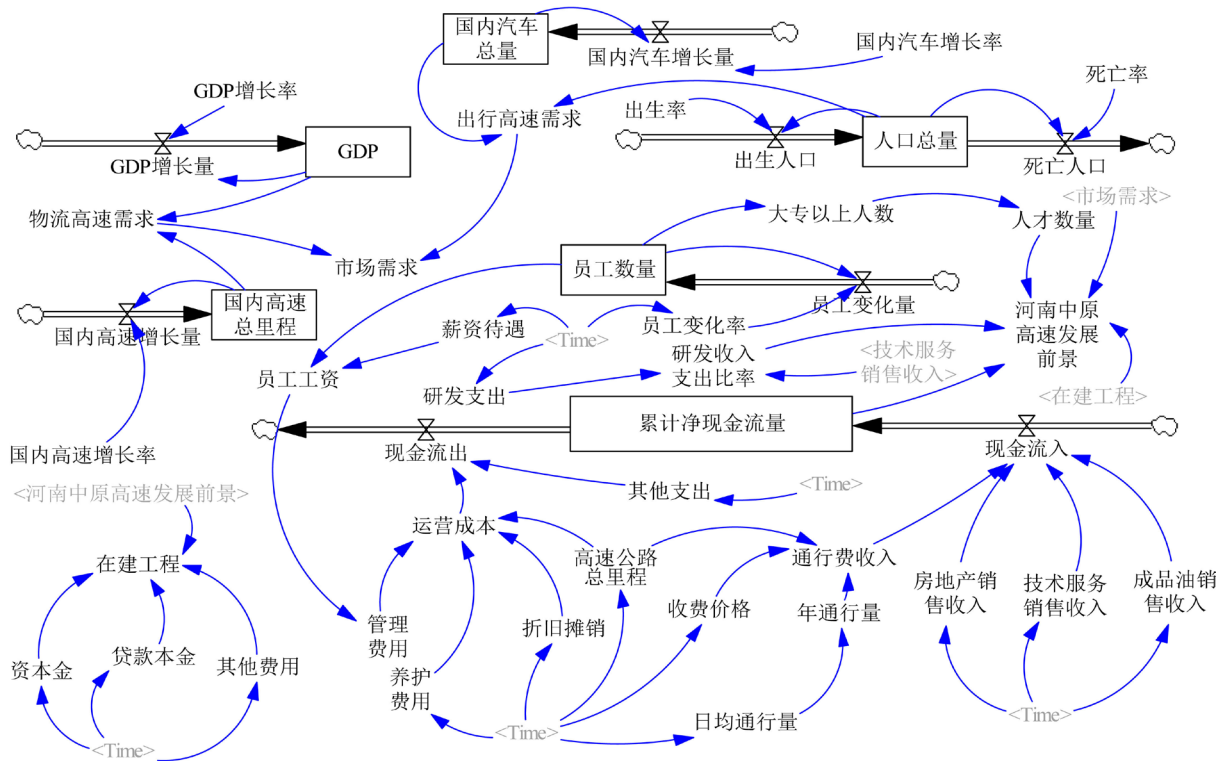 国内汽车
总量
国内汽车增长量
国内汽车增长率
GDP增长率
GDP增长量
GDP
出行高速需求
出生率
出生人口
人口总量
死亡率
死亡人口
物流高速需求
市场需求
大专以上人数
人才数量
<市场需求>
员工数量
员工变化量
国内高速
总里程
国内高速增长量
薪资待遇
<Time>
员工变化率
河南中原
高速发展
前景
研发收入
支出比率
<技术服务
销售收入>
员工工资
研发支出
<在建工程>
累计净现金流量
国内高速增长率
现金流出
现金流入
<河南中原高速发展前景>
其他支出
<Time>
运营成本
在建工程
高速公路
总里程
通行费收入
房地产销
售收入
技术服务
销售收入
成品油销
售收入
管理
费用
折旧摊销
收费价格
年通行量
资本金
贷款本金
其他费用
养护
费用
<Time>
<Time>
日均通行量
<Time>